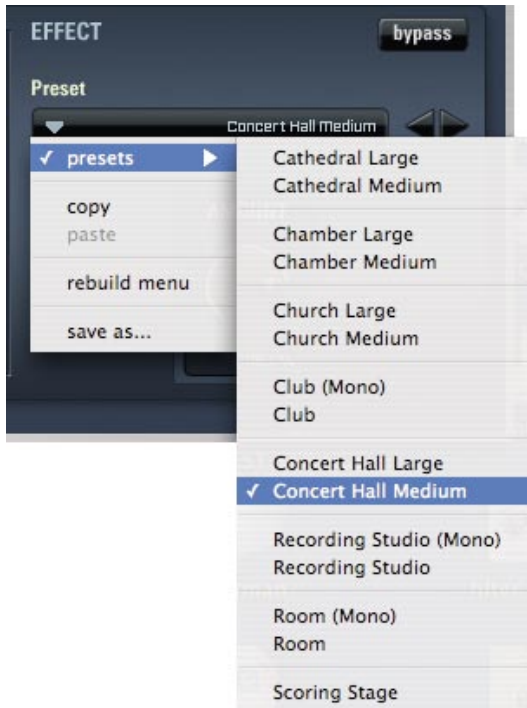 EFFECT
bypass
Preset
Concert Hall Medium
✓ presets
copy
paste
rebuild menu
save as...
Cathedral Large
Cathedral Medium
Chamber Large
Chamber Medium
Church Large
Church Medium
Club (Mono)
Club
Concert Hall Large
✓ Concert Hall Medium
Recording Studio (Mono)
Recording Studio
Room (Mono)
Room
Scoring Stage